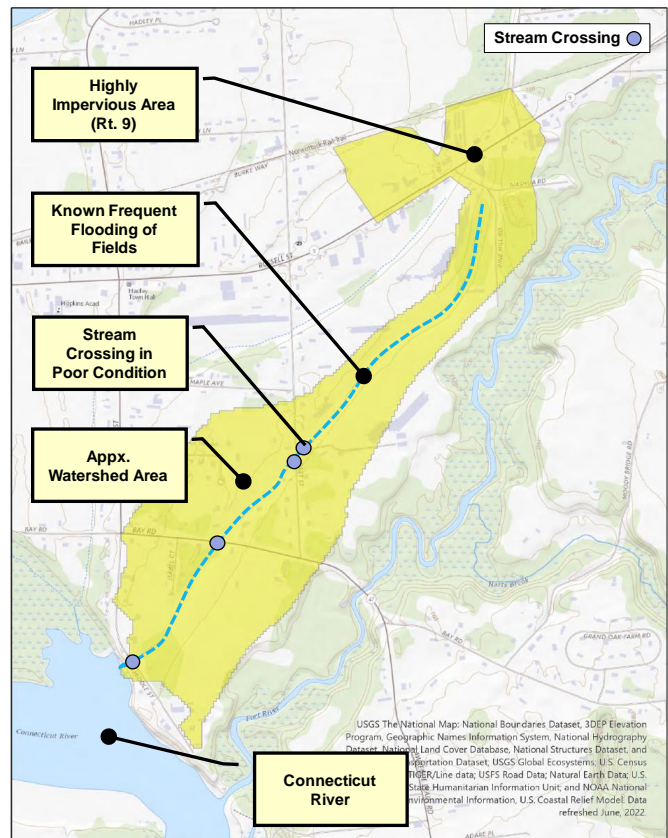 Stream Crossing
HADLEY PL
Highly
Impervious Area
(Rt. 9)
Norwottuck Rail Trail
BURKE WAY
Known Frequent
Flooding of
Fields
RUSSELL ST
Hadley
Town Hall
Hopkins Acad
Stream
Crossing in
Poor Condition
MAPLE AVE
Appx.
Watershed Area
BAY RD
BAY RD
GRAND OAK FARM RD
Fort River
Connecticut River
Connecticut
River
USGS The National Map: National Boundaries Dataset, 3DEP Elevation
Program, Geographic Names Information System, National Hydrography
Dataset, National Land Cover Database, National Structures Dataset, and
Dataset; USGS Global Ecosystems; U.S. Census
TIGER/Line data; USFS Road Data; Natural Earth Data; U.S.
State Humanitarian Information Unit; and NOAA National
Information, U.S. Coastal Relief Model. Data
refreshed June, 2022.